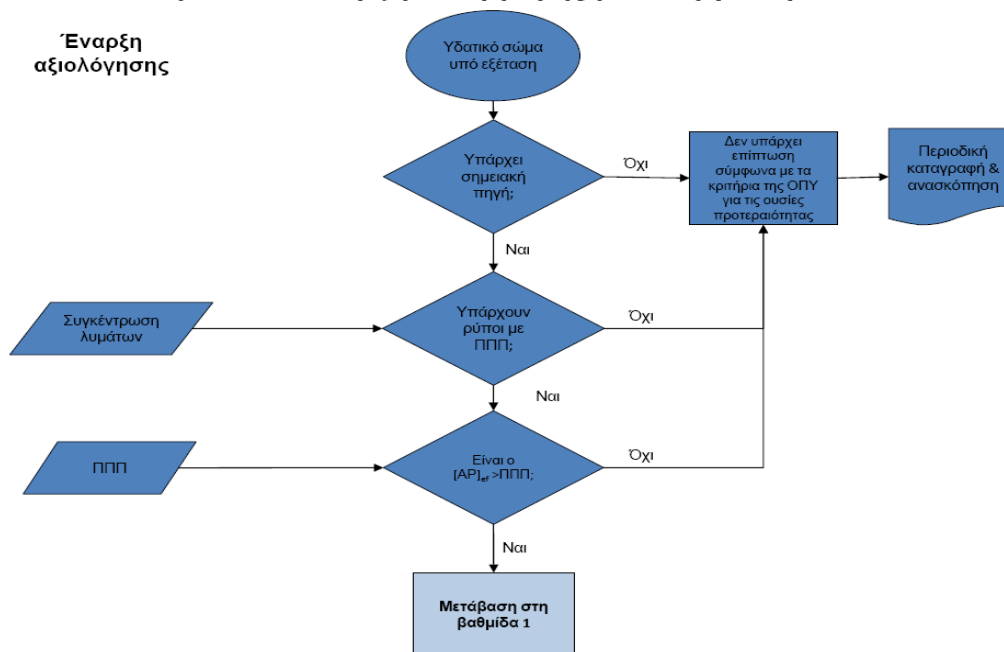 Έναρξη
αξιολόγησης
Υδατικό σώμα
υπό εξέταση
Υπάρχει
σημειακή
πηγή;
Όχι
Δεν υπάρχει
επίπτωση
σύμφωνα με τα
κριτήρια της ΟΠΥ
για τις ουσίες
προτεραιότητας
Περιοδική
καταγραφή &
ανασκόπηση
Ναι
Συγκέντρωση
λυμάτων
Υπάρχουν
ρύποι με
ΠΠΠ;
Όχι
Ναι
ΠΠΠ
Είναι ο
[AP]ef >ΠΠΠ;
Όχι
Ναι
Μετάβαση στη
βαθμίδα 1